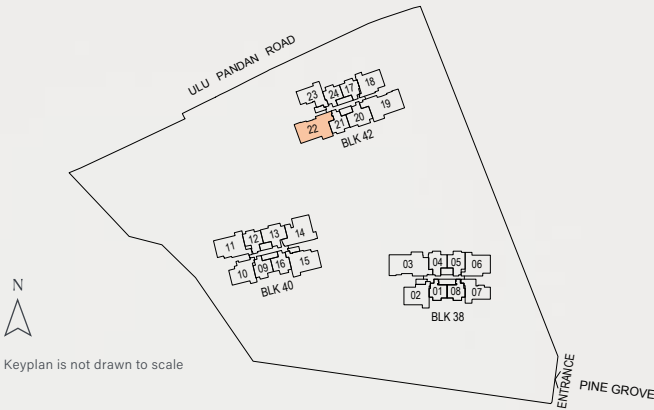 ULU PANDAN ROAD
23 24 17 18
22 21 20 19
BLK 42
11 12 13 14
10 09 16 15
BLK 40
03 04 05 06
02 01 08 07
BLK 38
N
Keyplan is not drawn to scale
ENTRANCE
PINE GROVE